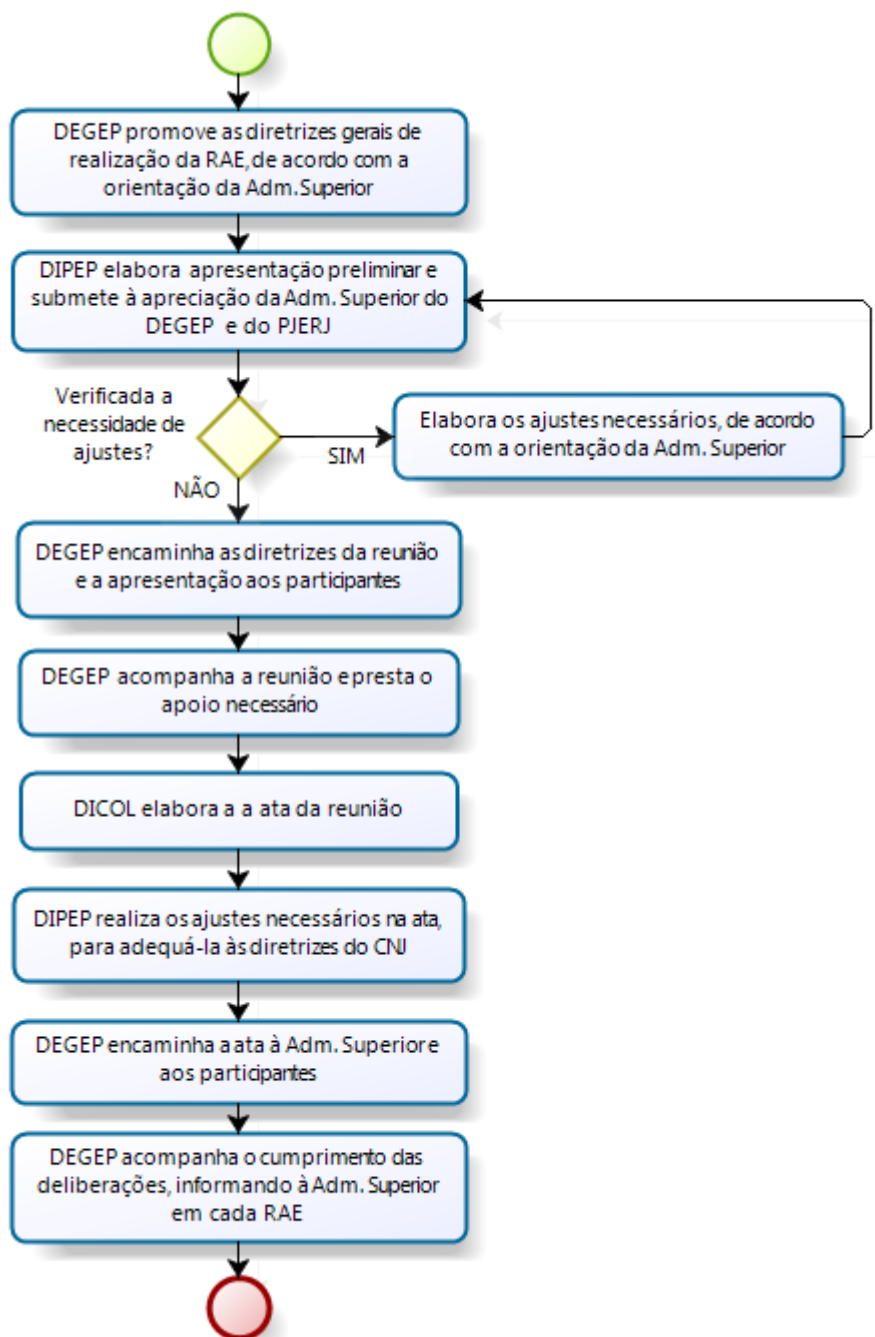 DEGEP promove as diretrizes gerais de
realização da RAE, de acordo com a
orientação da Adm. Superior
DIPEP elabora apresentação preliminar e
submete à apreciação da Adm. Superior do
DEGEP e do PJERJ
Verificada a
necessidade de
ajustes?
SIM
Elabora os ajustes necessários, de acordo
com a orientação da Adm. Superior
NÃO
DEGEP encaminha as diretrizes da reunião
e a apresentação aos participantes
DEGEP acompanha a reunião e presta o
apoio necessário
DICOL elabora a a ata da reunião
DIPEP realiza os ajustes necessários na ata,
para adequá-la às diretrizes do CNJ
DEGEP encaminha a ata à Adm. Superior e
aos participantes
DEGEP acompanha o cumprimento das
deliberações, informando à Adm. Superior
em cada RAE